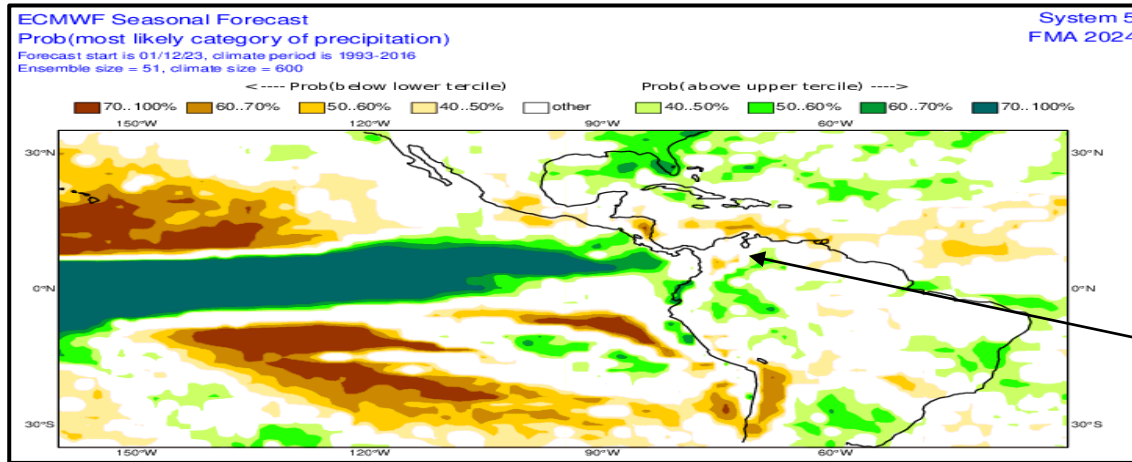 ECMWF Seasonal Forecast System 5
Prob(most likely category of precipitation) FMA 2024
Forecast start is 01/12/23, climate period is 1993-2016
Ensemble size = 51, climate size = 600
<---- Prob(below lower tercile) Prob(above upper tercile) ---->
70..100% 60..70% 50..60% 40..50% other 40..50% 50..60% 60..70% 70..100%
150°W 120°W 90°W 60°W
30°N 30°N
0°N 0°N
30°S 30°S
150°W 120°W 90°W 60°W